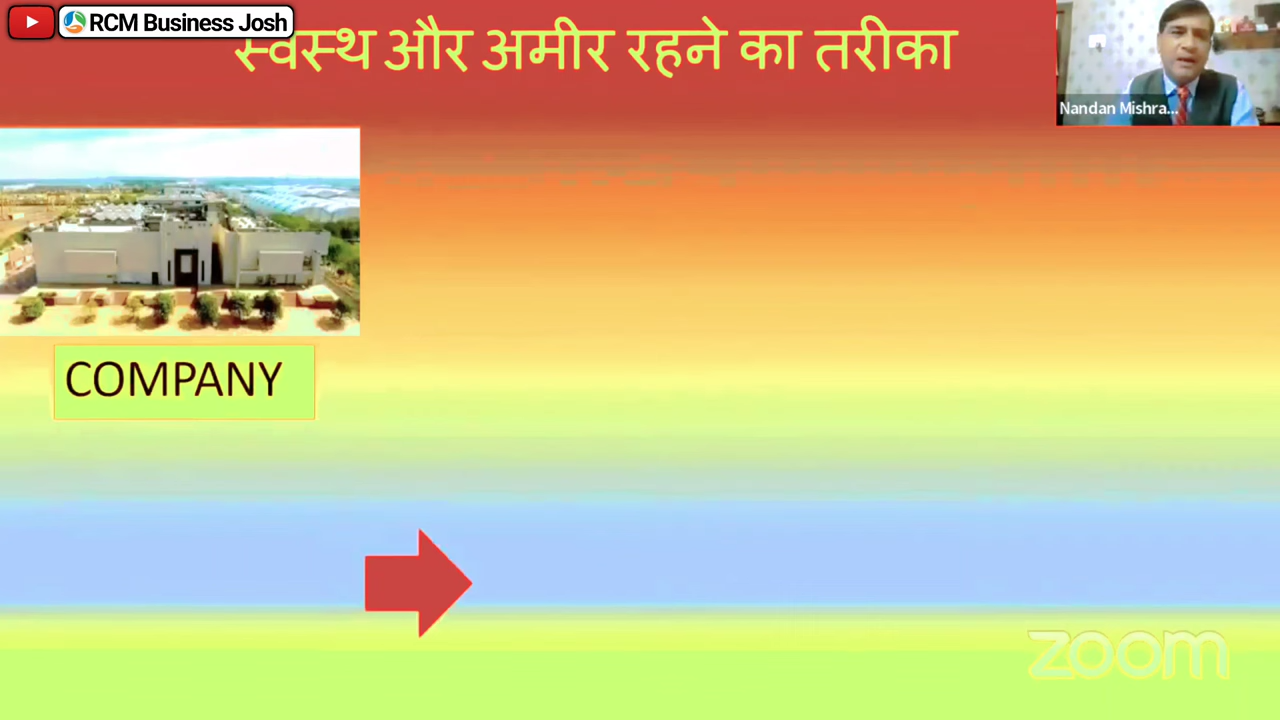 RCM Business Josh
स्वस्थ और अमीर रहने का तरीका
Nandan Mishra...
COMPANY
zoom